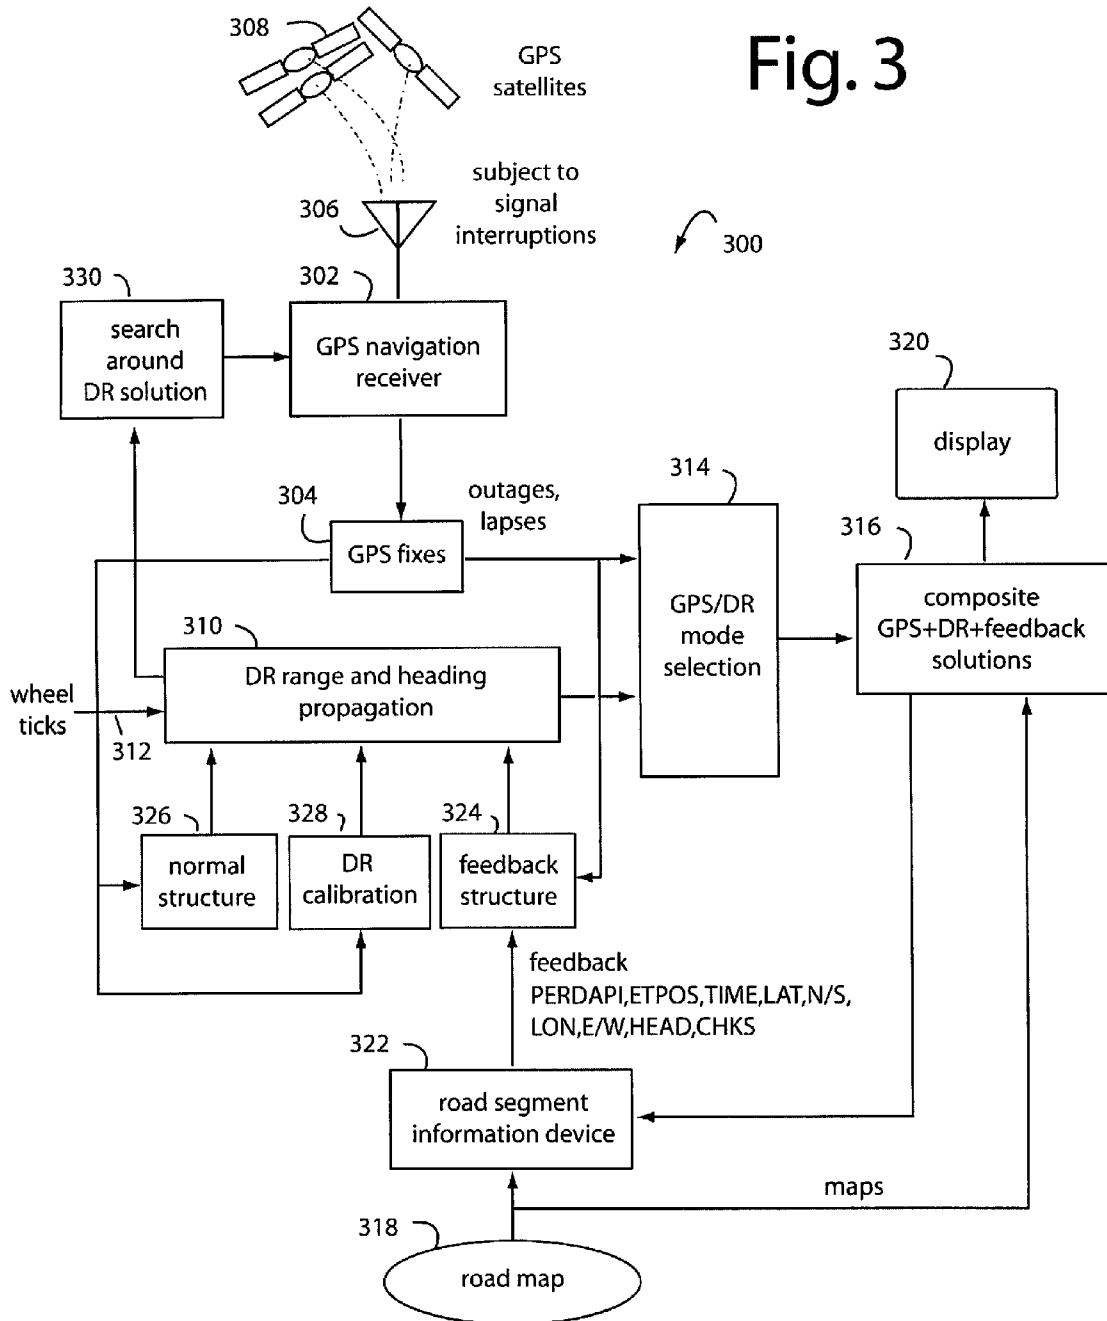 308
GPS
satellites
Fig. 3
subject to
signal
interruptions
306
300
330
302
search
around
DR solution
GPS navigation
receiver
320
display
304
outages,
lapses
314
316
GPS fixes
GPS/DR
mode
selection
composite
GPS+DR+feedback
solutions
310
DR range and heading
propagation
wheel
ticks
312
326
328
324
normal
structure
DR
calibration
feedback
structure
feedback
PERDAPI,ETPOS,TIME,LAT,N/S,
LON,E/W,HEAD,CHKS
322
road segment
information device
maps
318
road map